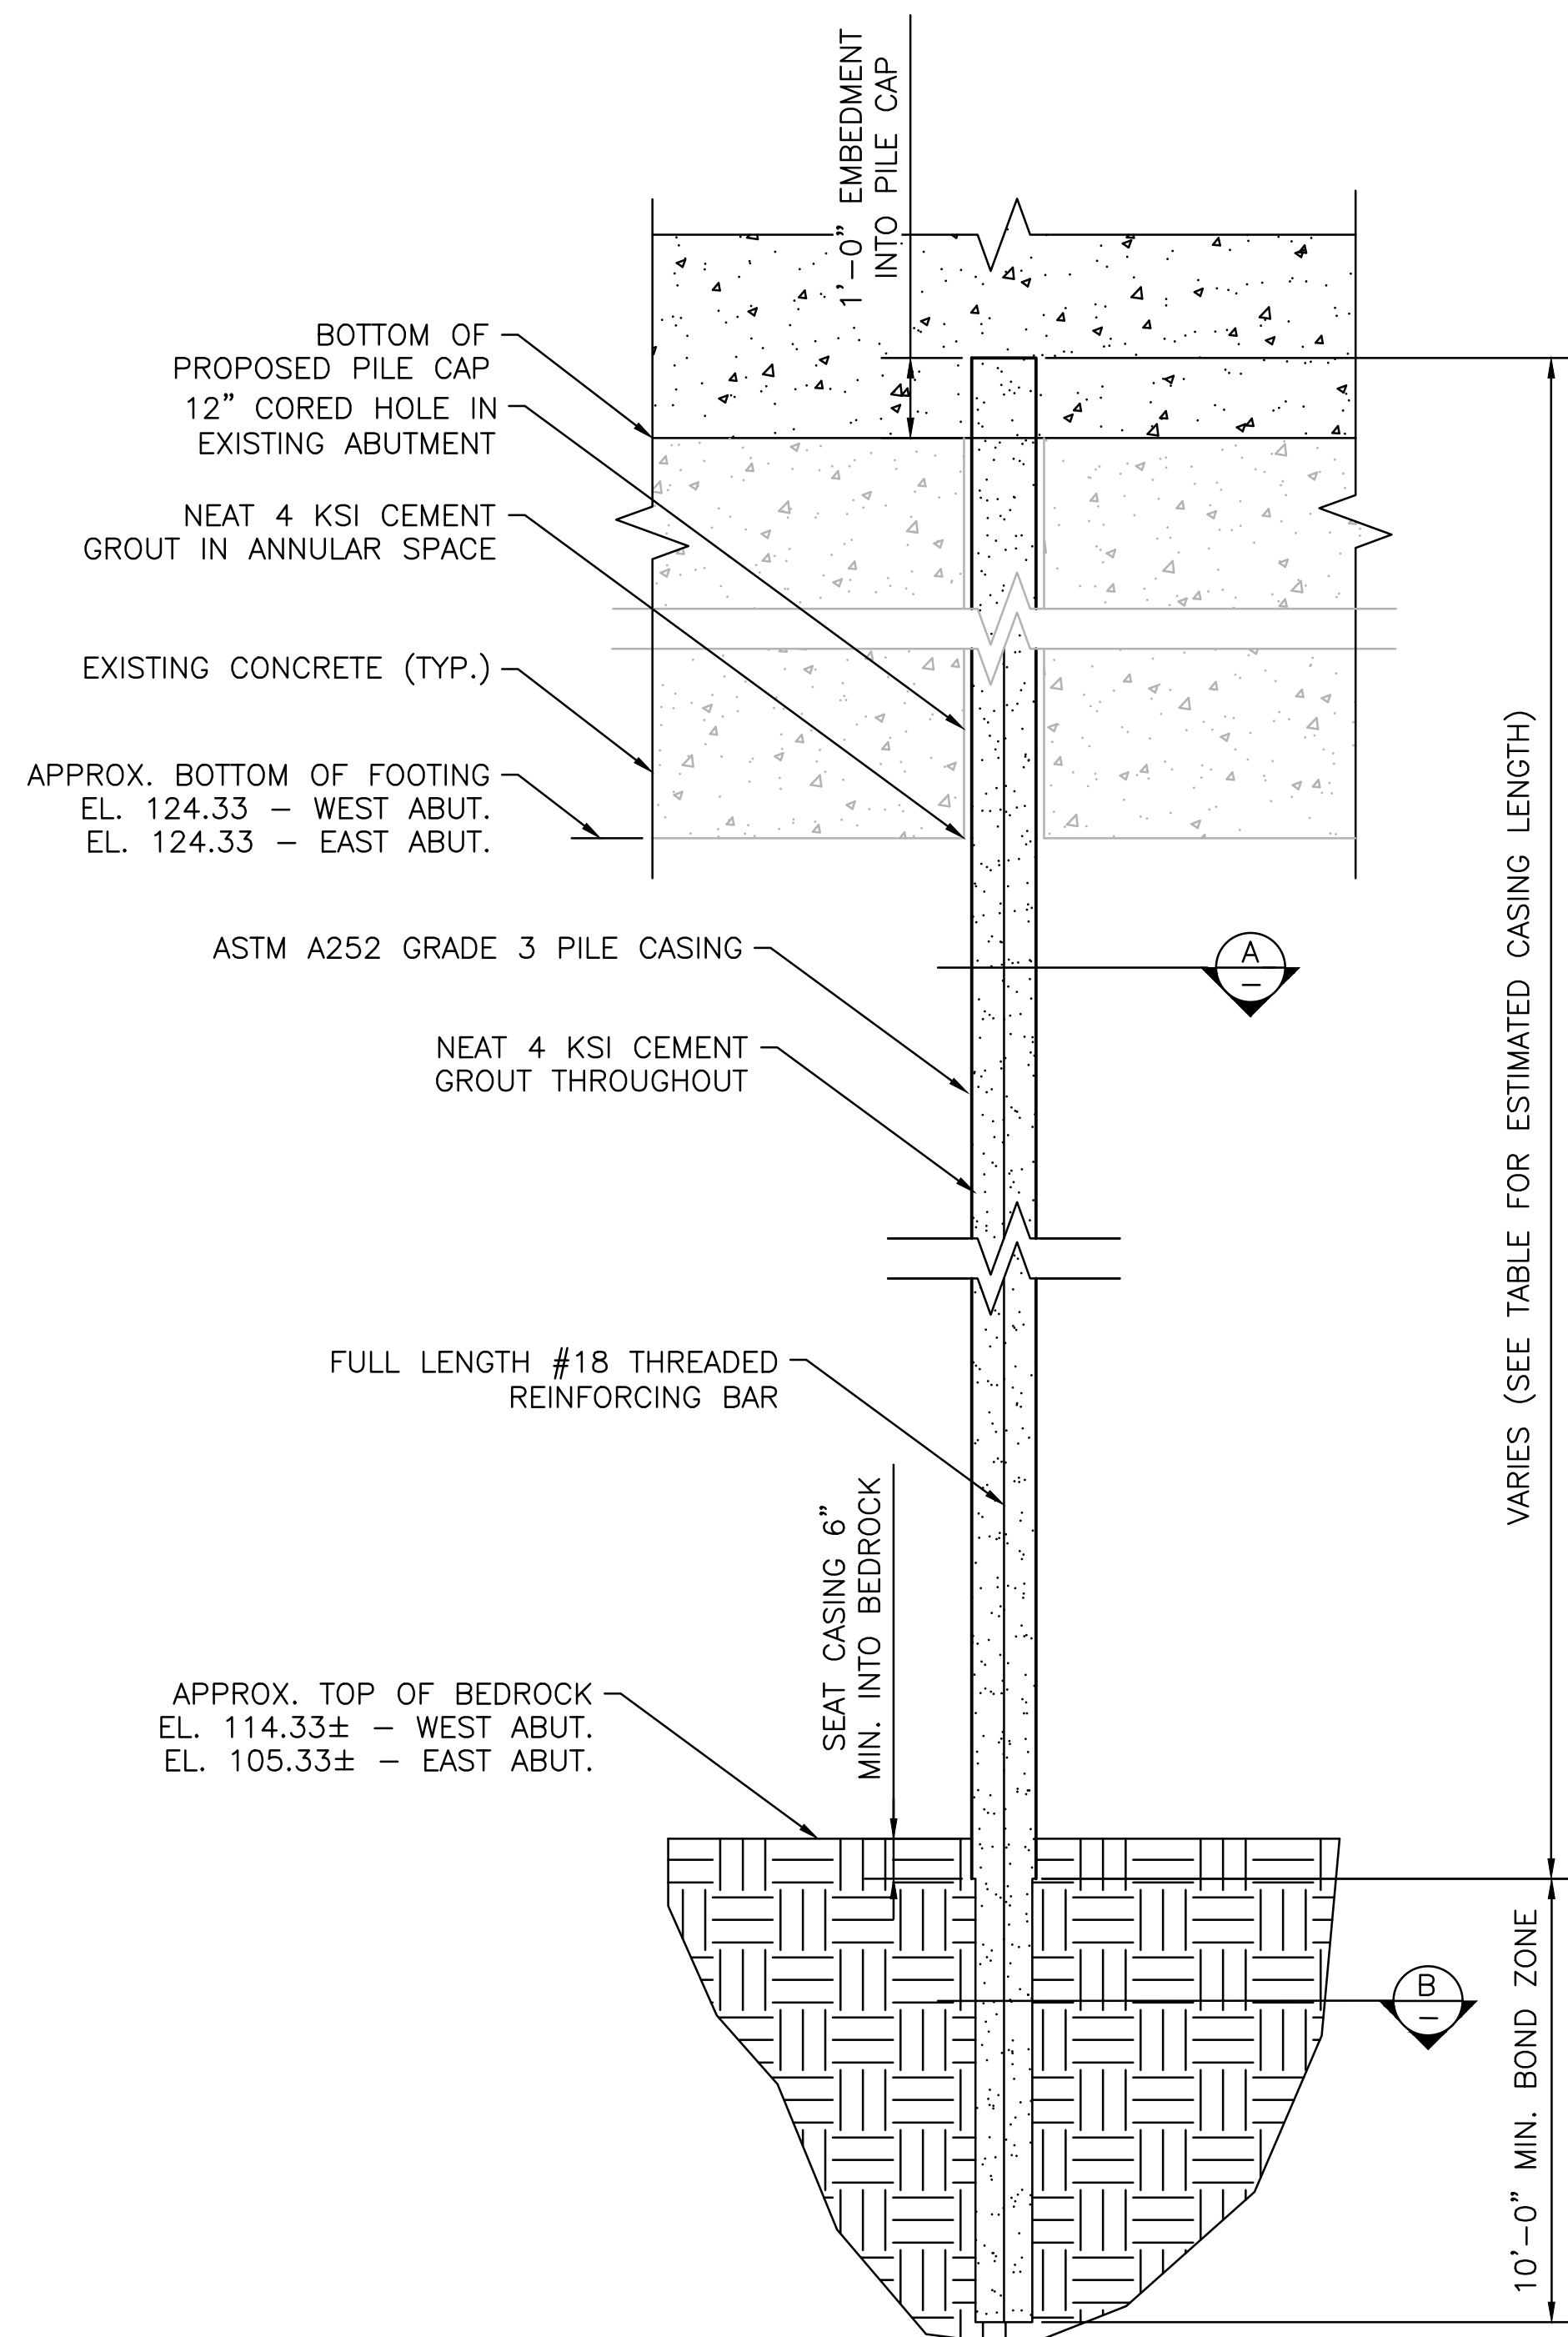 1'-0" EMBEDMENT
INTO PILE CAP
BOTTOM OF
PROPOSED PILE CAP
12" CORED HOLE IN
EXISTING ABUTMENT
NEAT 4 KSI CEMENT
GROUT IN ANNULAR SPACE
EXISTING CONCRETE (TYP.)
APPROX. BOTTOM OF FOOTING
EL. 124.33 – WEST ABUT.
EL. 124.33 – EAST ABUT.
ASTM A252 GRADE 3 PILE CASING
A
–
NEAT 4 KSI CEMENT
GROUT THROUGHOUT
VARIES (SEE TABLE FOR ESTIMATED CASING LENGTH)
FULL LENGTH #18 THREADED
REINFORCING BAR
SEAT CASING 6"
MIN. INTO BEDROCK
APPROX. TOP OF BEDROCK
EL. 114.33± – WEST ABUT.
EL. 105.33± – EAST ABUT.
B
–
10'-0" MIN. BOND ZONE